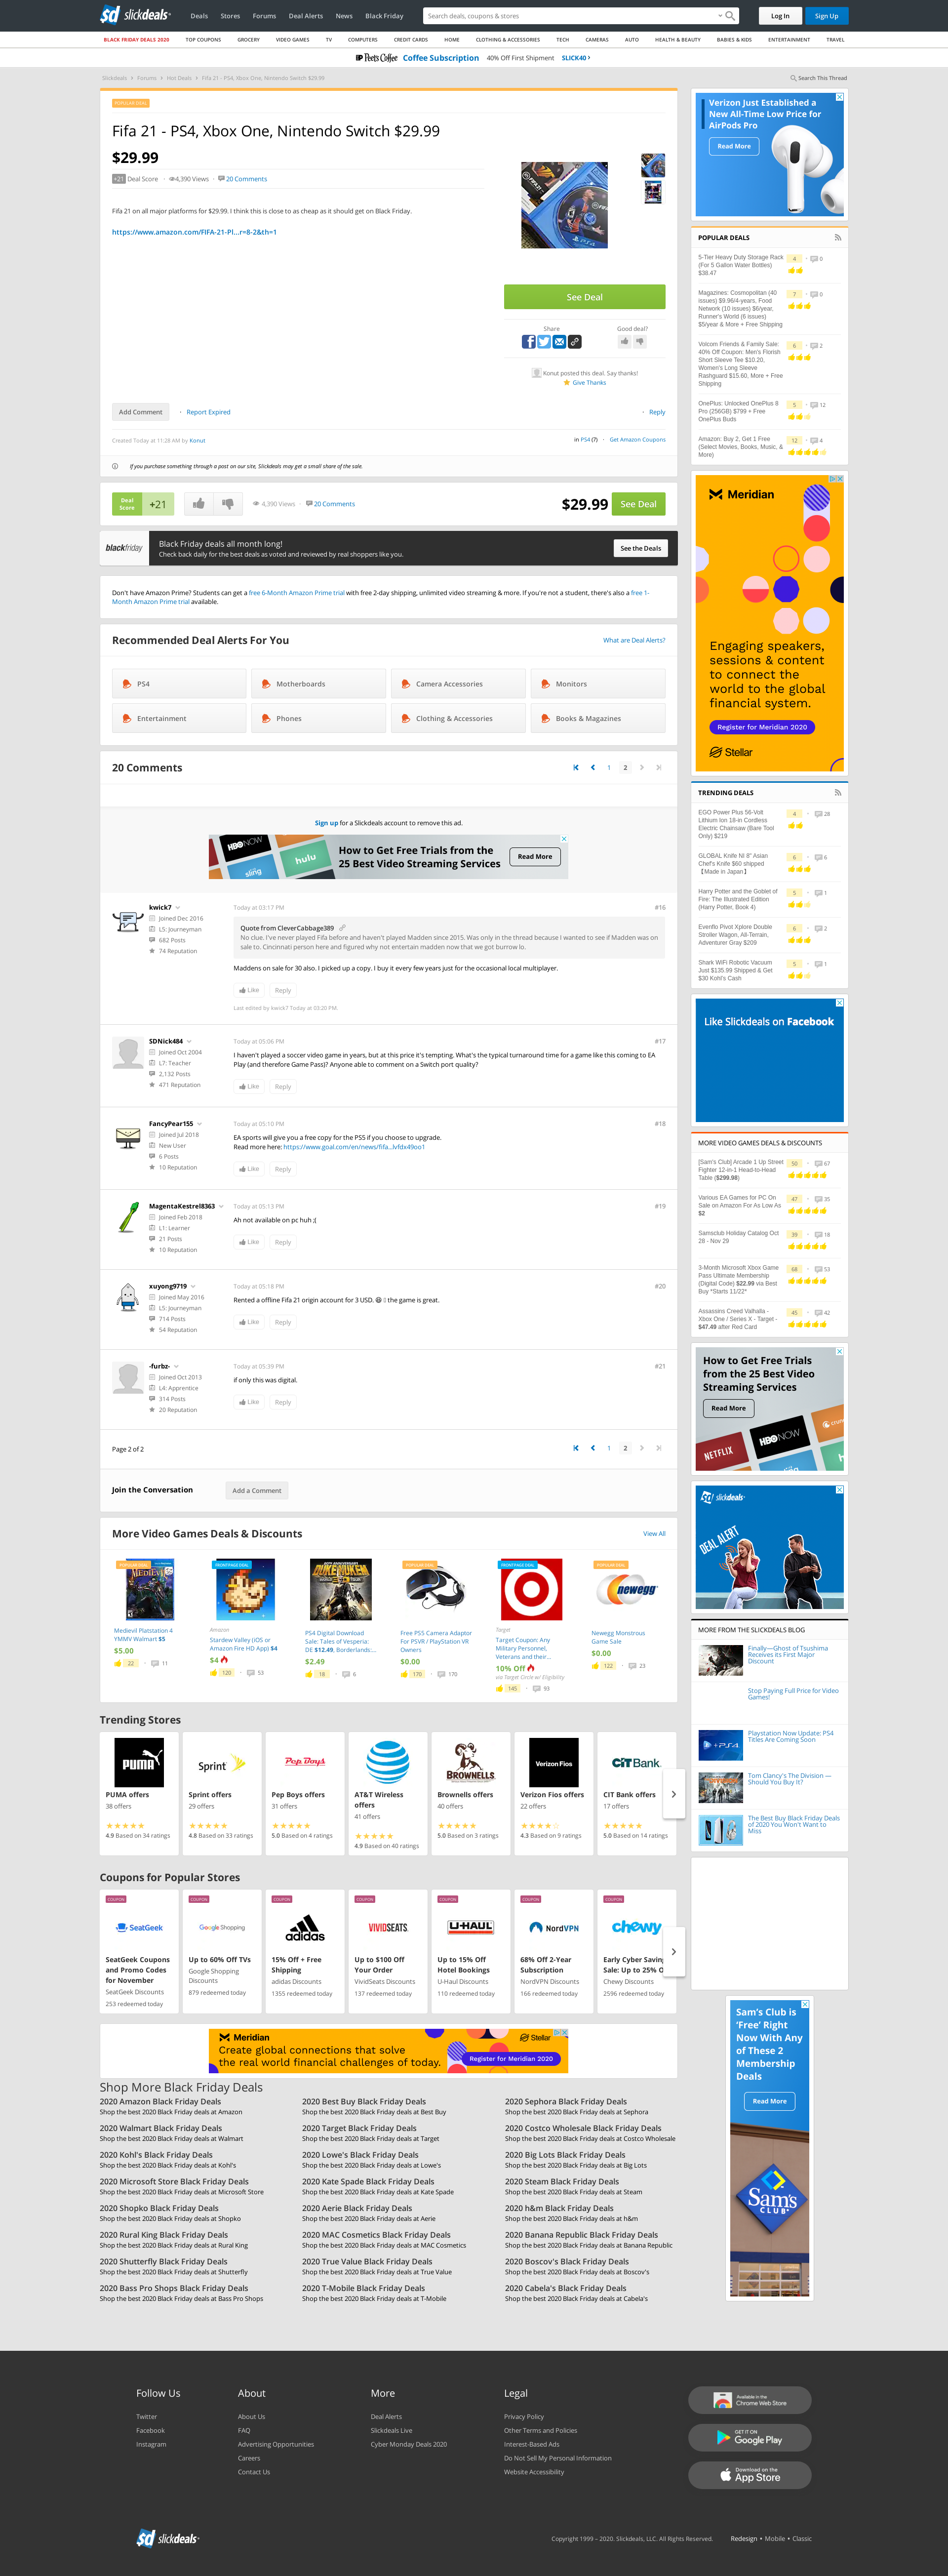 slickdeals
Deals
Stores
Forums
Deal Alerts
News
Black Friday
Search deals, coupons & stores
Log In
Sign Up
BLACK FRIDAY DEALS 2020
TOP COUPONS
GROCERY
VIDEO GAMES
TV
COMPUTERS
CREDIT CARDS
HOME
CLOTHING & ACCESSORIES
TECH
CAMERAS
AUTO
HEALTH & BEAUTY
BABIES & KIDS
ENTERTAINMENT
TRAVEL
Peet's Coffee Coffee Subscription 40% Off First Shipment SLICK40
Slickdeals
Forums
Hot Deals
Fifa 21 - PS4, Xbox One, Nintendo Switch $29.99
Search This Thread
POPULAR DEAL
Fifa 21 - PS4, Xbox One, Nintendo Switch $29.99
$29.99
+21 Deal Score
4,390 Views
20 Comments
Fifa 21 on all major platforms for $29.99. I think this is close to as cheap as it should get on Black Friday.
https://www.amazon.com/FIFA-21-Pl...r=8-2&th=1
See Deal
Share
Good deal?
Konut posted this deal. Say thanks!
Give Thanks
Add Comment
Report Expired
Reply
Created Today at 11:28 AM by Konut
in PS4 (7)
Get Amazon Coupons
If you purchase something through a post on our site, Slickdeals may get a small share of the sale.
Deal Score
+21
4,390 Views
20 Comments
$29.99
See Deal
blackfriday
Black Friday deals all month long!
Check back daily for the best deals as voted and reviewed by real shoppers like you.
See the Deals
Don't have Amazon Prime? Students can get a free 6-Month Amazon Prime trial with free 2-day shipping, unlimited video streaming & more. If you're not a student, there's also a free 1-
Month Amazon Prime trial available.
Recommended Deal Alerts For You
What are Deal Alerts?
PS4
Motherboards
Camera Accessories
Monitors
Entertainment
Phones
Clothing & Accessories
Books & Magazines
20 Comments
1
2
Sign up for a Slickdeals account to remove this ad.
HBO NOW
sling
hulu
How to Get Free Trials from the
25 Best Video Streaming Services
Read More
kwick7
Joined Dec 2016
L5: Journeyman
682 Posts
74 Reputation
Today at 03:17 PM
#16
Quote from CleverCabbage389
No clue. I've never played Fifa before and haven't played Madden since 2015. Was only in the thread because I wanted to see if Madden was on
sale to. Cincinnati person here and figured why not entertain madden now that we got burrow lo.
Maddens on sale for 30 also. I picked up a copy. I buy it every few years just for the occasional local multiplayer.
Like
Reply
Last edited by kwick7 Today at 03:20 PM.
SDNick484
Joined Oct 2004
L7: Teacher
2,132 Posts
471 Reputation
Today at 05:06 PM
#17
I haven't played a soccer video game in years, but at this price it's tempting. What's the typical turnaround time for a game like this coming to EA
Play (and therefore Game Pass)? Anyone able to comment on a Switch port quality?
Like
Reply
FancyPear155
Joined Jul 2018
New User
6 Posts
10 Reputation
Today at 05:10 PM
#18
EA sports will give you a free copy for the PS5 if you choose to upgrade.
Read more here: https://www.goal.com/en/news/fifa...lvfdx49oo1
Like
Reply
MagentaKestrel8363
Joined Feb 2018
L1: Learner
21 Posts
10 Reputation
Today at 05:13 PM
#19
Ah not available on pc huh ;(
Like
Reply
xuyong9719
Joined May 2016
L5: Journeyman
714 Posts
54 Reputation
Today at 05:18 PM
#20
Rented a offline Fifa 21 origin account for 3 USD. the game is great.
Like
Reply
-furbz-
Joined Oct 2013
L4: Apprentice
314 Posts
20 Reputation
Today at 05:39 PM
#21
if only this was digital.
Like
Reply
Page 2 of 2
1
2
Join the Conversation
Add a Comment
More Video Games Deals & Discounts
View All
POPULAR DEAL
Medievil Platstation 4
YMMV Walmart $5
$5.00
22
11
FRONTPAGE DEAL
Amazon
Stardew Valley (iOS or
Amazon Fire HD App) $4
$4
120
53
PS4 Digital Download
Sale: Tales of Vesperia:
DE $12.49, Borderlands:...
$2.49
18
6
POPULAR DEAL
Free PS5 Camera Adaptor
For PSVR / PlayStation VR
Owners
$0.00
170
170
FRONTPAGE DEAL
Target
Target Coupon: Any
Military Personnel,
Veterans and their...
10% Off
via Target Circle w/ Eligibility
145
93
POPULAR DEAL
newegg
Newegg Monstrous
Game Sale
$0.00
122
23
Trending Stores
PUMA
PUMA offers
38 offers
4.9 Based on 34 ratings
Sprint
Sprint offers
29 offers
4.8 Based on 33 ratings
Pep Boys
Pep Boys offers
31 offers
5.0 Based on 4 ratings
AT&T Wireless
offers
41 offers
4.9 Based on 40 ratings
BROWNELLS
Brownells offers
40 offers
5.0 Based on 3 ratings
Verizon Fios
Verizon Fios offers
22 offers
4.3 Based on 9 ratings
CIT Bank
CIT Bank offers
17 offers
5.0 Based on 14 ratings
Coupons for Popular Stores
COUPON
SeatGeek
SeatGeek Coupons
and Promo Codes
for November
SeatGeek Discounts
253 redeemed today
COUPON
Google Shopping
Up to 60% Off TVs
Google Shopping
Discounts
879 redeemed today
COUPON
adidas
15% Off + Free
Shipping
adidas Discounts
1355 redeemed today
COUPON
VIVIDSEATS
Up to $100 Off
Your Order
VividSeats Discounts
137 redeemed today
COUPON
U-HAUL
Up to 15% Off
Hotel Bookings
U-Haul Discounts
110 redeemed today
COUPON
NordVPN
68% Off 2-Year
Subscription
NordVPN Discounts
166 redeemed today
COUPON
chewy
Early Cyber Saving
Sale: Up to 25% O
Chewy Discounts
2596 redeemed today
Meridian
Create global connections that solve
the real world financial challenges of today.
Stellar
Register for Meridian 2020
Shop More Black Friday Deals
2020 Amazon Black Friday Deals
Shop the best 2020 Black Friday deals at Amazon
2020 Best Buy Black Friday Deals
Shop the best 2020 Black Friday deals at Best Buy
2020 Sephora Black Friday Deals
Shop the best 2020 Black Friday deals at Sephora
2020 Walmart Black Friday Deals
Shop the best 2020 Black Friday deals at Walmart
2020 Target Black Friday Deals
Shop the best 2020 Black Friday deals at Target
2020 Costco Wholesale Black Friday Deals
Shop the best 2020 Black Friday deals at Costco Wholesale
2020 Kohl's Black Friday Deals
Shop the best 2020 Black Friday deals at Kohl's
2020 Lowe's Black Friday Deals
Shop the best 2020 Black Friday deals at Lowe's
2020 Big Lots Black Friday Deals
Shop the best 2020 Black Friday deals at Big Lots
2020 Microsoft Store Black Friday Deals
Shop the best 2020 Black Friday deals at Microsoft Store
2020 Kate Spade Black Friday Deals
Shop the best 2020 Black Friday deals at Kate Spade
2020 Steam Black Friday Deals
Shop the best 2020 Black Friday deals at Steam
2020 Shopko Black Friday Deals
Shop the best 2020 Black Friday deals at Shopko
2020 Aerie Black Friday Deals
Shop the best 2020 Black Friday deals at Aerie
2020 h&m Black Friday Deals
Shop the best 2020 Black Friday deals at h&m
2020 Rural King Black Friday Deals
Shop the best 2020 Black Friday deals at Rural King
2020 MAC Cosmetics Black Friday Deals
Shop the best 2020 Black Friday deals at MAC Cosmetics
2020 Banana Republic Black Friday Deals
Shop the best 2020 Black Friday deals at Banana Republic
2020 Shutterfly Black Friday Deals
Shop the best 2020 Black Friday deals at Shutterfly
2020 True Value Black Friday Deals
Shop the best 2020 Black Friday deals at True Value
2020 Boscov's Black Friday Deals
Shop the best 2020 Black Friday deals at Boscov's
2020 Bass Pro Shops Black Friday Deals
Shop the best 2020 Black Friday deals at Bass Pro Shops
2020 T-Mobile Black Friday Deals
Shop the best 2020 Black Friday deals at T-Mobile
2020 Cabela's Black Friday Deals
Shop the best 2020 Black Friday deals at Cabela's
Verizon Just Established a
New All-Time Low Price for
AirPods Pro
Read More
POPULAR DEALS
5-Tier Heavy Duty Storage Rack
(For 5 Gallon Water Bottles)
$38.47
4
0
Magazines: Cosmopolitan (40
issues) $9.96/4-years, Food
Network (10 issues) $6/year,
Runner's World (6 issues)
$5/year & More + Free Shipping
7
0
Volcom Friends & Family Sale:
40% Off Coupon: Men's Florish
Short Sleeve Tee $10.20,
Women's Long Sleeve
Rashguard $15.60, More + Free
Shipping
6
2
OnePlus: Unlocked OnePlus 8
Pro (256GB) $799 + Free
OnePlus Buds
5
12
Amazon: Buy 2, Get 1 Free
(Select Movies, Books, Music, &
More)
12
4
Meridian
Engaging speakers,
sessions & content
to connect the
world to the global
financial system.
Register for Meridian 2020
Stellar
TRENDING DEALS
EGO Power Plus 56-Volt
Lithium Ion 18-in Cordless
Electric Chainsaw (Bare Tool
Only) $219
4
28
GLOBAL Knife NI 8" Asian
Chef's Knife $60 shipped
【Made in Japan】
6
6
Harry Potter and the Goblet of
Fire: The Illustrated Edition
(Harry Potter, Book 4)
5
1
Evenflo Pivot Xplore Double
Stroller Wagon, All-Terrain,
Adventurer Gray $209
6
2
Shark WiFi Robotic Vacuum
Just $135.99 Shipped & Get
$30 Kohl's Cash
5
1
Like Slickdeals on Facebook
MORE VIDEO GAMES DEALS & DISCOUNTS
[Sam's Club] Arcade 1 Up Street
Fighter 12-in-1 Head-to-Head
Table ($299.98)
50
67
Various EA Games for PC On
Sale on Amazon For As Low As
$2
47
35
Samsclub Holiday Catalog Oct
28 - Nov 29
39
18
3-Month Microsoft Xbox Game
Pass Ultimate Membership
(Digital Code) $22.99 via Best
Buy *Starts 11/22*
68
53
Assassins Creed Valhalla -
Xbox One / Series X - Target -
$47.49 after Red Card
45
42
How to Get Free Trials
from the 25 Best Video
Streaming Services
Read More
NETFLIX
HBO NOW
slickdeals
DEAL ALERT
MORE FROM THE SLICKDEALS BLOG
Finally—Ghost of Tsushima
Receives its First Major
Discount
Stop Paying Full Price for Video
Games!
Playstation Now Update: PS4
Titles Are Coming Soon
Tom Clancy's The Division —
Should You Buy It?
The Best Buy Black Friday Deals
of 2020 You Won't Want to
Miss
Sam's Club is
'Free' Right
Now With Any
of These 2
Membership
Deals
Read More
Sam's
CLUB
Follow Us
Twitter
Facebook
Instagram
About
About Us
FAQ
Advertising Opportunities
Careers
Contact Us
More
Deal Alerts
Slickdeals Live
Cyber Monday Deals 2020
Legal
Privacy Policy
Other Terms and Policies
Interest-Based Ads
Do Not Sell My Personal Information
Website Accessibility
Available in the
Chrome Web Store
GET IT ON
Google Play
Download on the
App Store
slickdeals
Copyright 1999 – 2020. Slickdeals, LLC. All Rights Reserved.
Redesign • Mobile • Classic